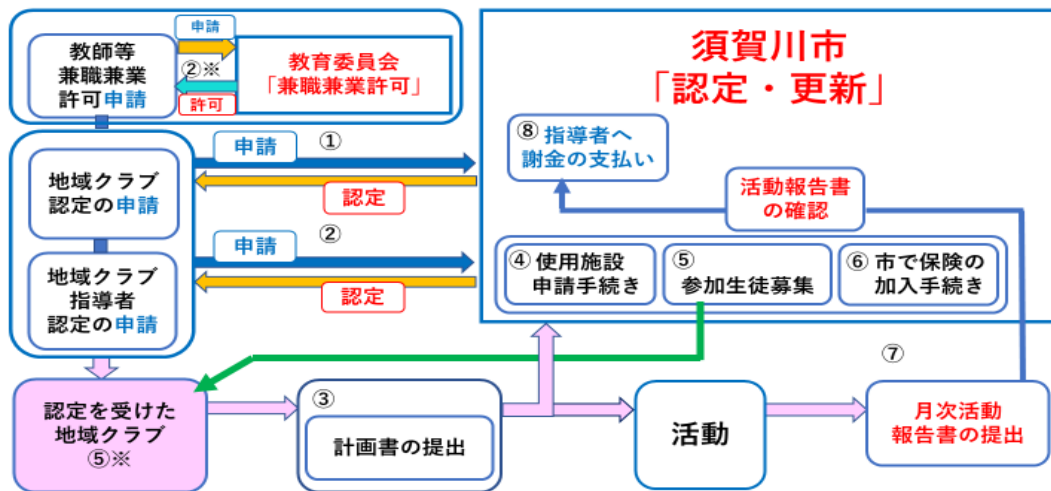 教師等
兼職兼業
許可申請
申請
②※
許可
教育委員会
「兼職兼業許可」
須賀川市
「認定・更新」
地域クラブ
認定の申請
申請
①
認定
地域クラブ
指導者
認定の申請
申請
②
認定
⑧ 指導者へ
謝金の支払い
活動報告書
の確認
④ 使用施設
申請手続き
⑤
参加生徒募集
⑥ 市で保険の
加入手続き
認定を受けた
地域クラブ
⑤※
③
計画書の提出
活動
⑦
月次活動
報告書の提出